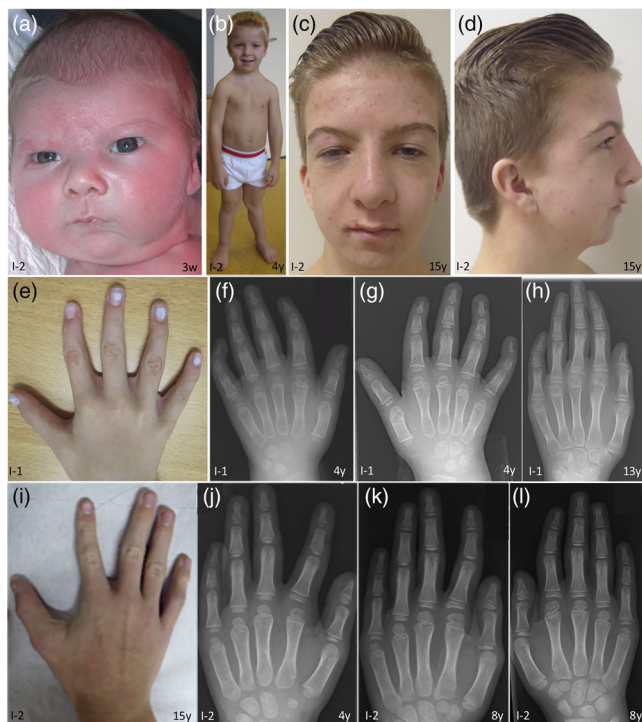 (a)
I-2
3w
(b)
I-2
4y
(c)
I-2
15y
(d)
15y
(e)
I-1
(f)
I-1
4y
(g)
I-1
4y
(h)
I-1
13y
(i)
I-2
15y
(j)
I-2
4y
(k)
I-2
8y
(l)
I-2
8y